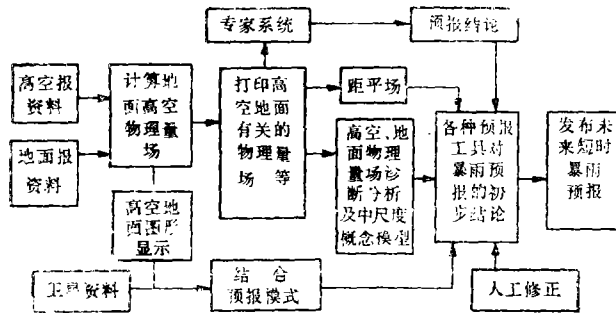 专家系统
预报结论
高空报
资料
地面报
资料
计算地
面高空
物理量
场
打印高
空地面
有关的
物理量
场等
距平场
高空、地
面物理
量场诊
断分析
及中尺度
概念模型
各种预报
工具对
暴雨预
报的初
步结论
发布未
来短时
暴雨
预报
高空地
面图形
显示
卫星资料
结合
预报模式
人工修正